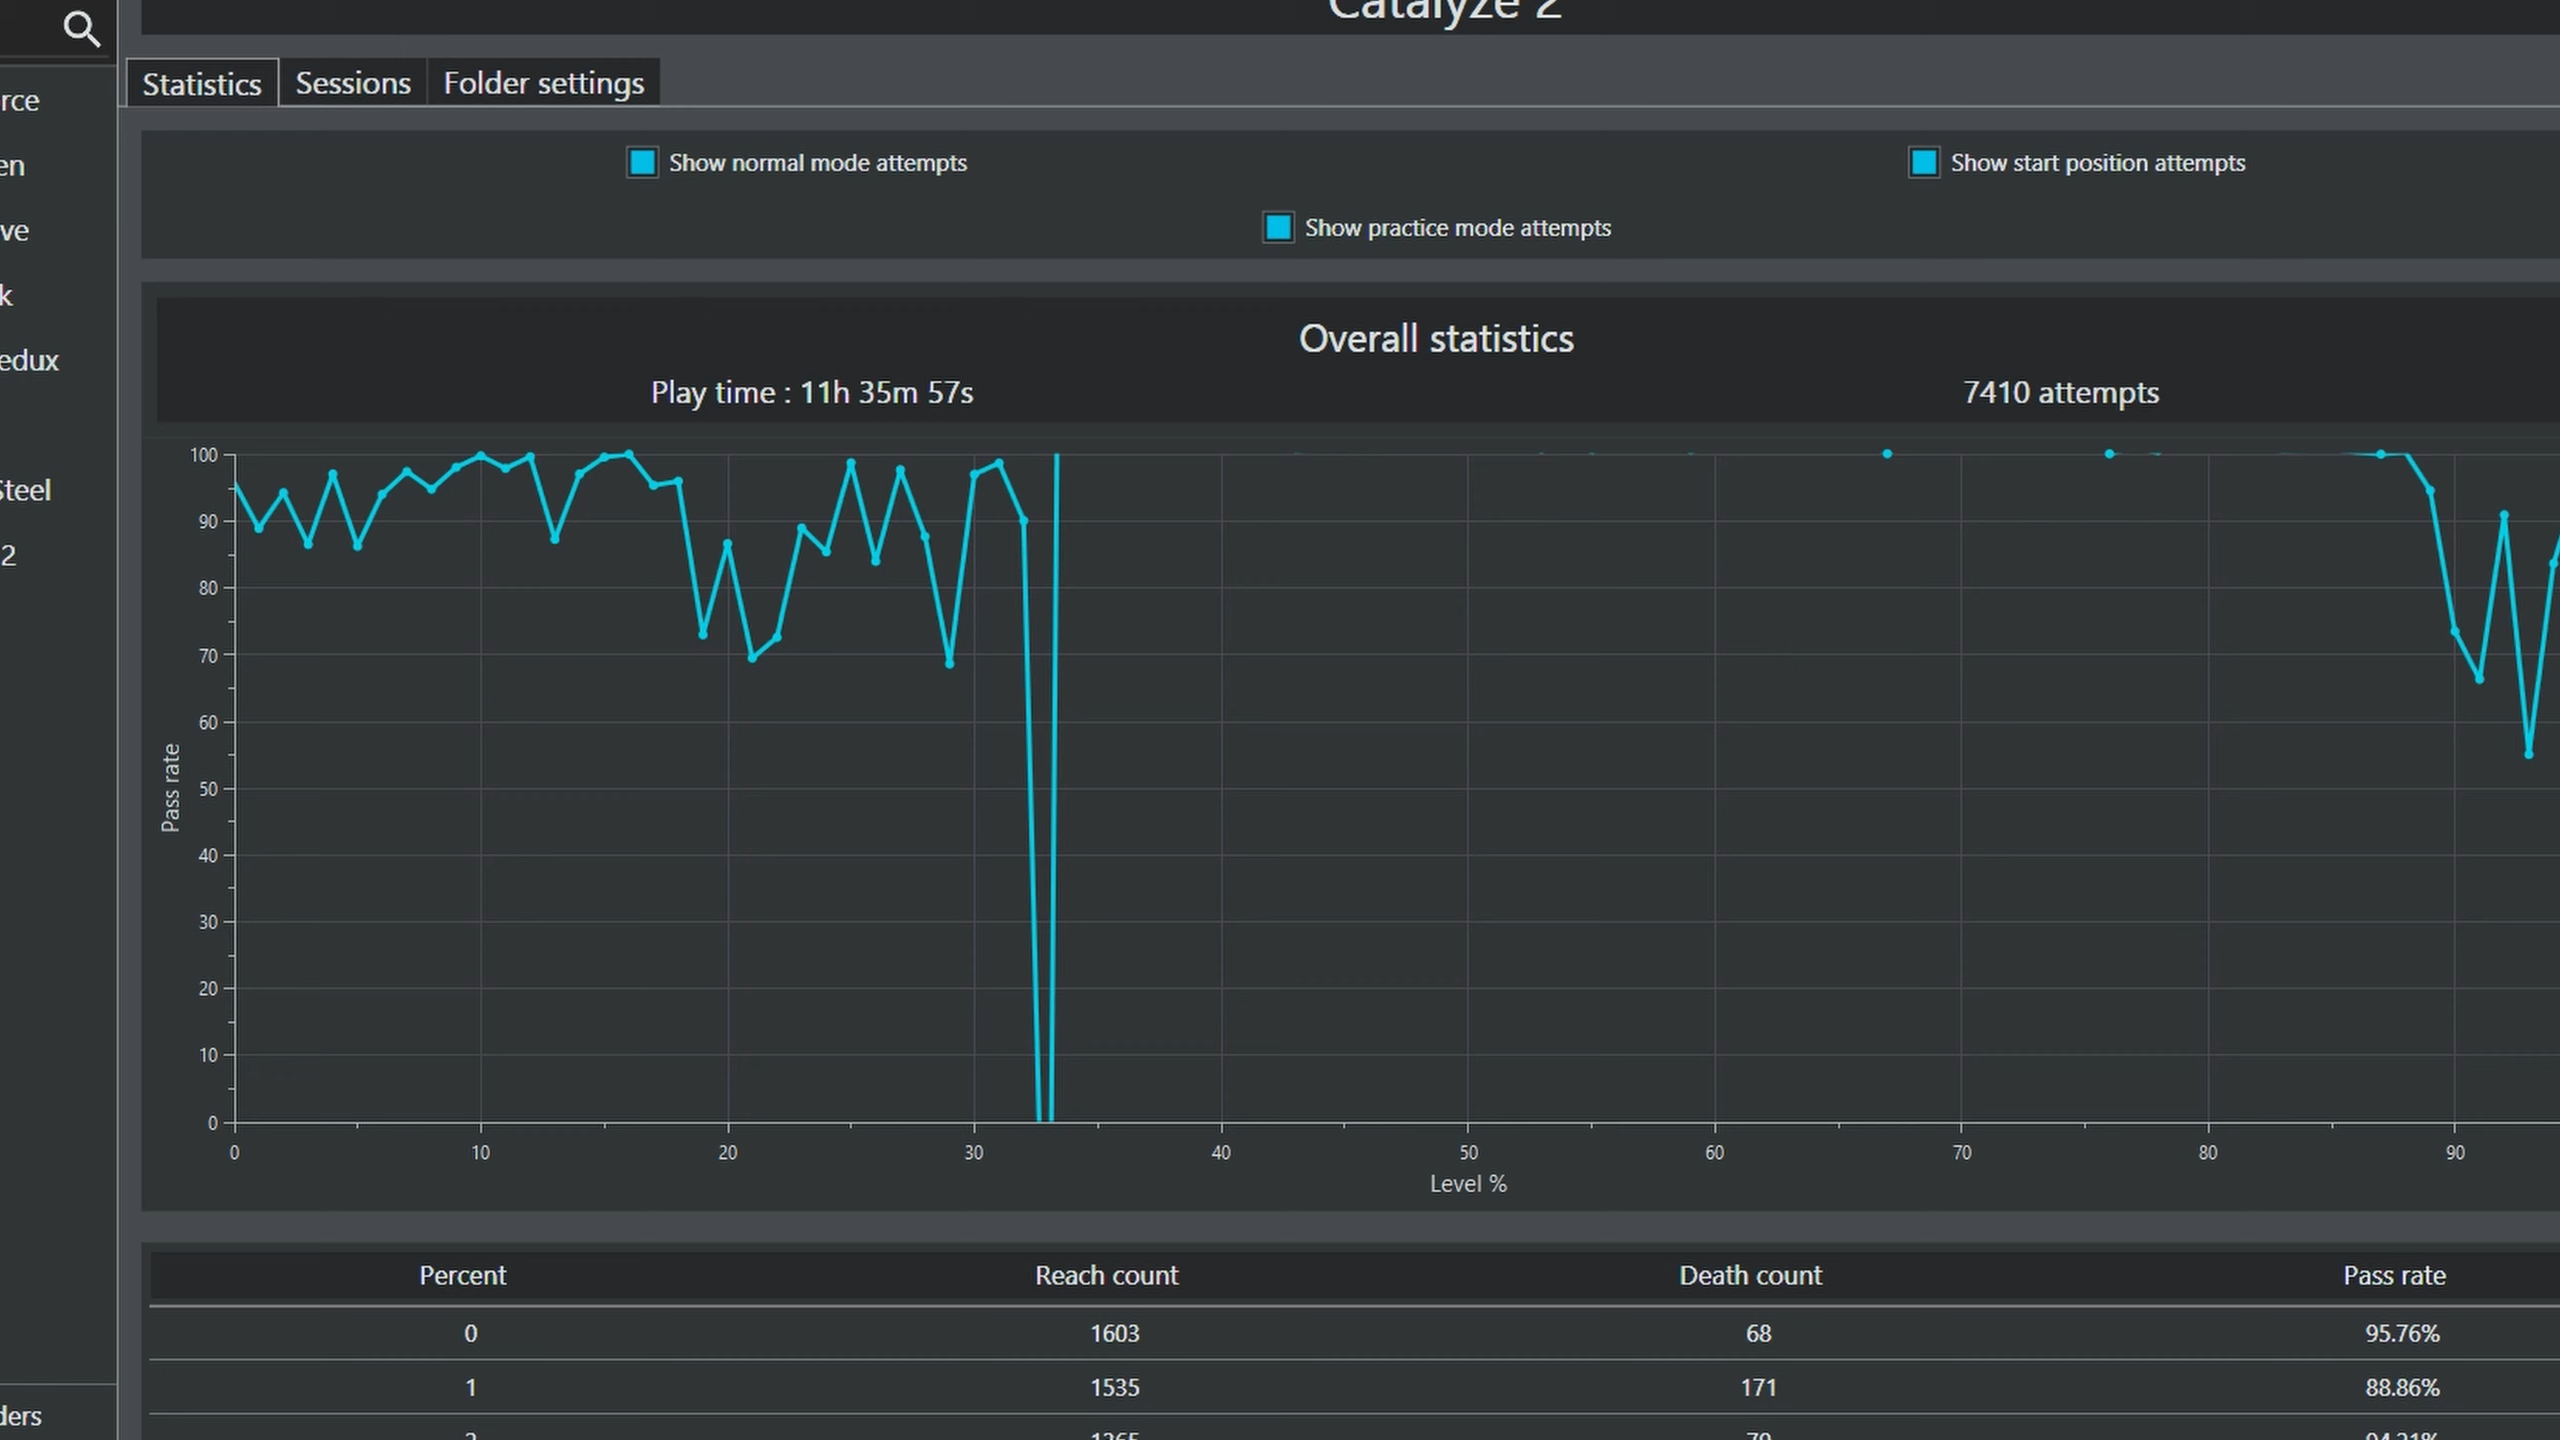 Catalyze 2
Statistics
Sessions
Folder settings
rce
en
ve
k
edux
Steel
2
ders
Show normal mode attempts
Show start position attempts
Show practice mode attempts
Overall statistics
Play time : 11h 35m 57s
7410 attempts
100
90
80
70
60
50
40
30
20
10
0
Pass rate
0 10 20 30 40 50 60 70 80 90
Level %
Percent Reach count Death count Pass rate
0 1603 68 95.76%
1 1535 171 88.86%